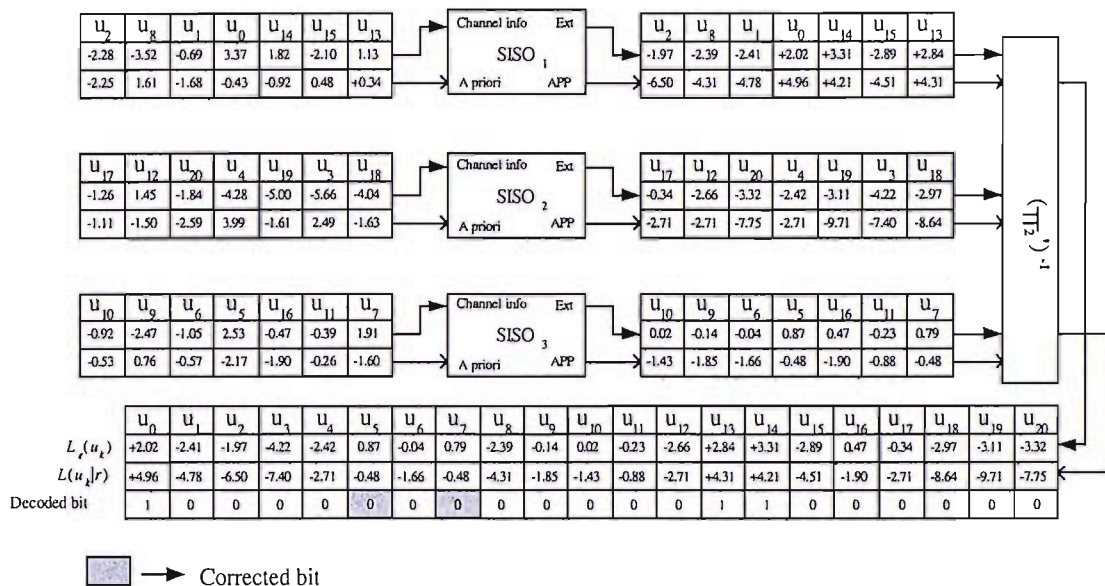 u2 u8 u1 u0 u14 u15 u13
-2.28 -3.52 -0.69 3.37 1.82 -2.10 1.13
-2.25 1.61 -1.68 -0.43 -0.92 0.48 +0.34
Channel info Ext
SISO 1
A priori APP
u2 u8 u1 u0 u14 u15 u13
-1.97 -2.39 -2.41 +2.02 +3.31 -2.89 +2.84
-6.50 -4.31 -4.78 +4.96 +4.21 -4.51 +4.31
u17 u12 u20 u4 u19 u3 u18
-1.26 1.45 -1.84 -4.28 -5.00 -5.66 -4.04
-1.11 -1.50 -2.59 3.99 -1.61 2.49 -1.63
Channel info Ext
SISO 2
A priori APP
u17 u12 u20 u4 u19 u3 u18
-0.34 -2.66 -3.32 -2.42 -3.11 -4.22 -2.97
-2.71 -2.71 -7.75 -2.71 -9.71 -7.40 -8.64
(π2')-1
u10 u9 u6 u5 u16 u11 u7
-0.92 -2.47 -1.05 2.53 -0.47 -0.39 1.91
-0.53 0.76 -0.57 -2.17 -1.90 -0.26 -1.60
Channel info Ext
SISO 3
A priori APP
u10 u9 u6 u5 u16 u11 u7
0.02 -0.14 -0.04 0.87 0.47 -0.23 0.79
-1.43 -1.85 -1.66 -0.48 -1.90 -0.88 -0.48
u0 u1 u2 u3 u4 u5 u6 u7 u8 u9 u10 u11 u12 u13 u14 u15 u16 u17 u18 u19 u20
Le(uk) +2.02 -2.41 -1.97 -4.22 -2.42 0.87 -0.04 0.79 -2.39 -0.14 0.02 -0.23 -2.66 +2.84 +3.31 -2.89 0.47 -0.34 -2.97 -3.11 -3.32
L(uk|r) +4.96 -4.78 -6.50 -7.40 -2.71 -0.48 -1.66 -0.48 -4.31 -1.85 -1.43 -0.88 -2.71 +4.31 +4.21 -4.51 -1.90 -2.71 -8.64 -9.71 -7.75
Decoded bit 1 0 0 0 0 0 0 0 0 0 0 0 0 1 1 0 0 0 0 0 0
Corrected bit